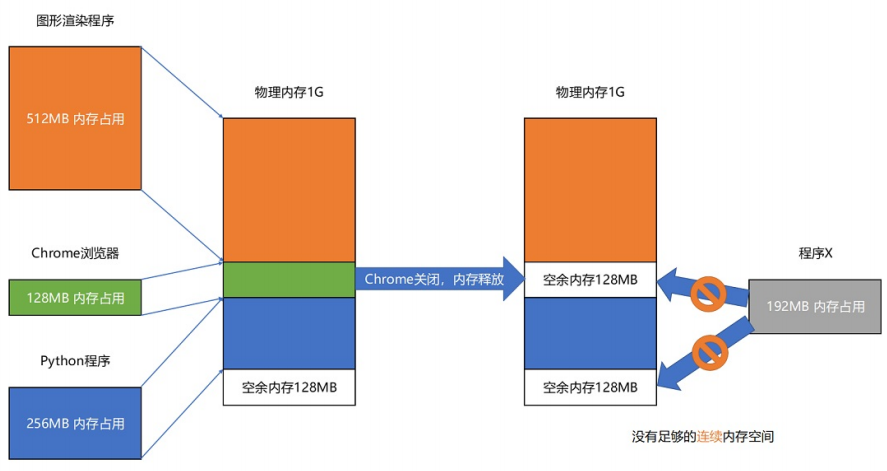 图形渲染程序
512MB 内存占用
Chrome浏览器
128MB 内存占用
Python程序
256MB 内存占用
物理内存1G
空余内存128MB
Chrome关闭，内存释放
物理内存1G
空余内存128MB
空余内存128MB
程序X
192MB 内存占用
没有足够的连续内存空间